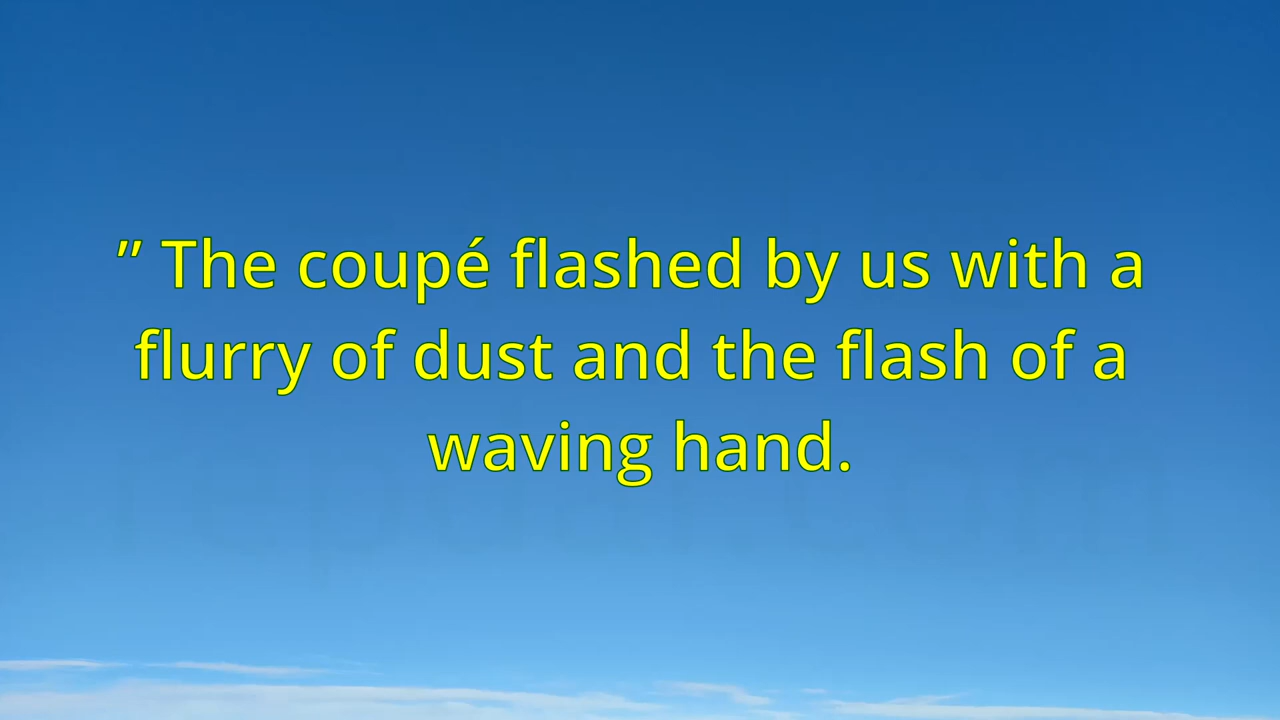 ” The coupé flashed by us with a
flurry of dust and the flash of a
waving hand.